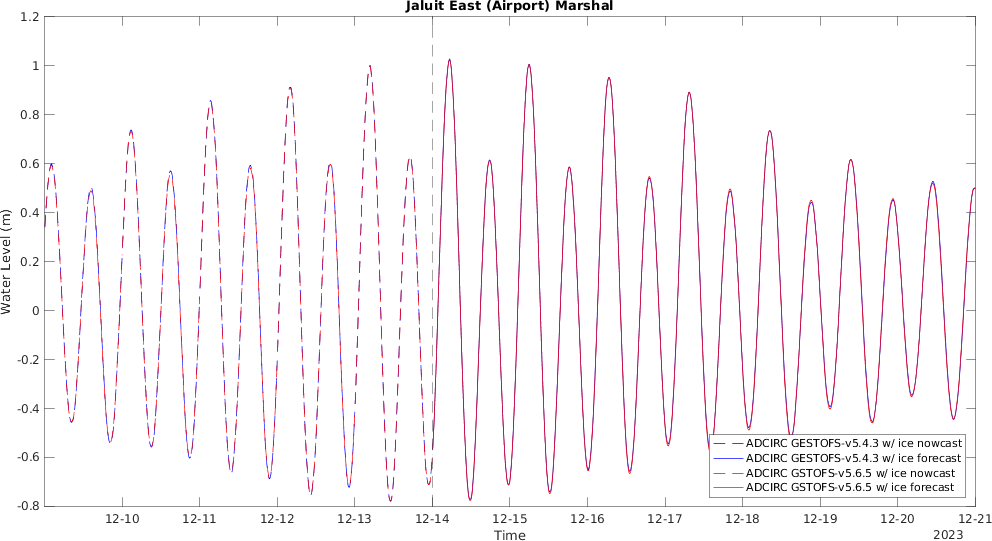 Jaluit East (Airport) Marshal
Water Level (m)
1.2
1
0.8
0.6
0.4
0.2
0
-0.2
-0.4
-0.6
-0.8
ADCIRC GESTOFS-v5.4.3 w/ ice nowcast
ADCIRC GESTOFS-v5.4.3 w/ ice forecast
ADCIRC GSTOFS-v5.6.5 w/ ice nowcast
ADCIRC GSTOFS-v5.6.5 w/ ice forecast
12-10 12-11 12-12 12-13 12-14 12-15 12-16 12-17 12-18 12-19 12-20 12-21
Time
2023